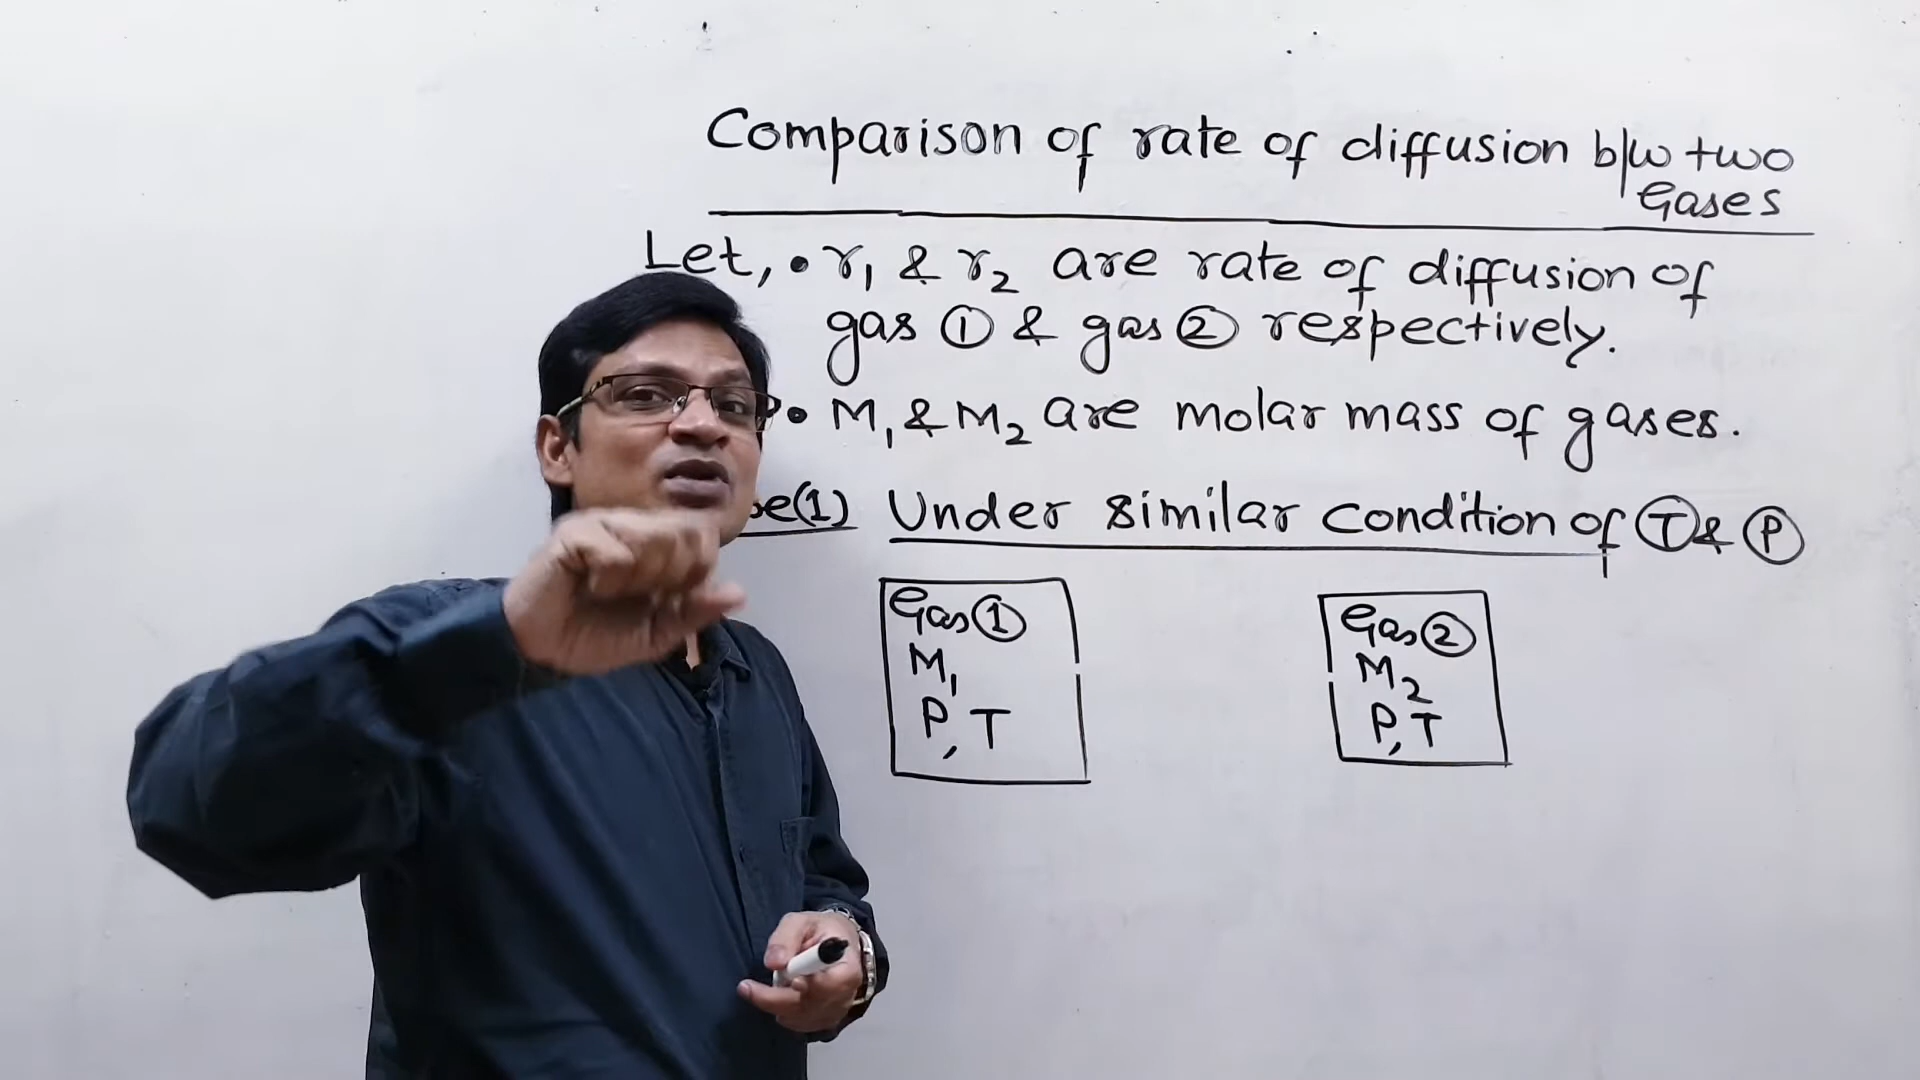 Comparison of rate of diffusion b/w two
Gases
Let, • r₁ & r₂ are rate of diffusion of
gas ① & gas ② respectively.
• M₁ & M₂ are molar mass of gases.
(1) Under similar condition of Ⓣ & Ⓟ
Gas ①
M₁
P, T
Gas ②
M₂
P, T